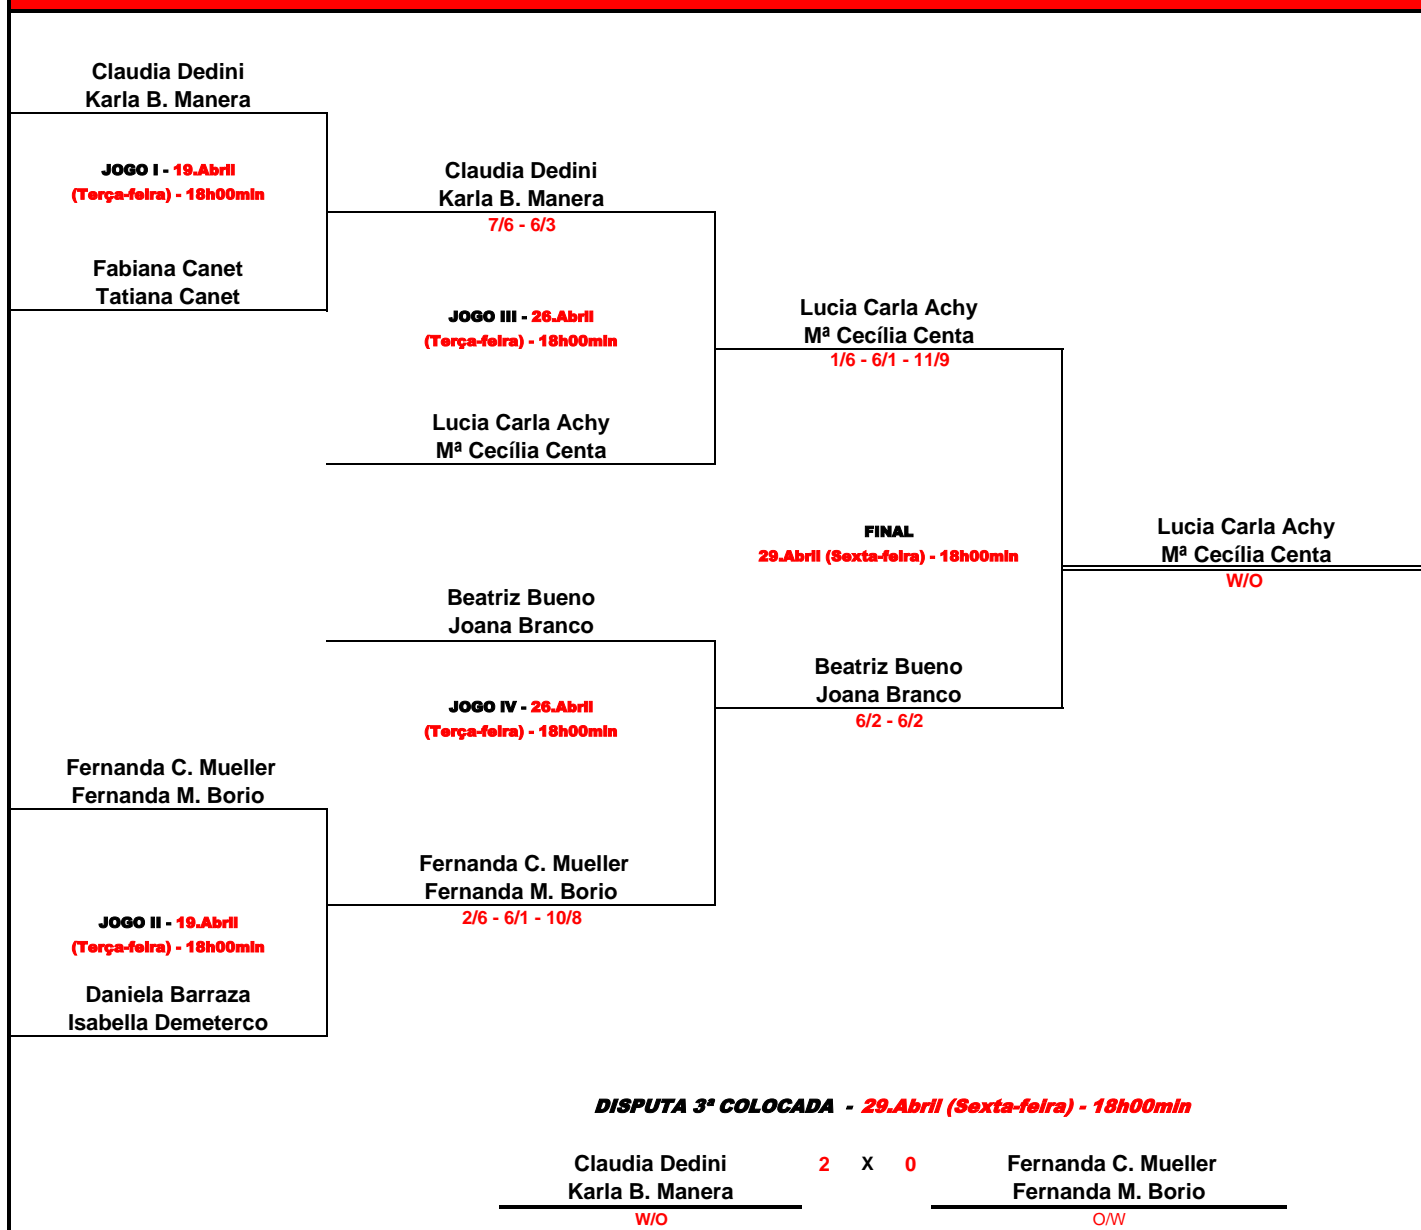 Claudia Dedini
Karla B. Manera
JOGO I - 19.Abril
(Terça-feira) - 18h00min
Fabiana Canet
Tatiana Canet
Claudia Dedini
Karla B. Manera
7/6 - 6/3
JOGO III - 26.Abril
(Terça-feira) - 18h00min
Lucia Carla Achy
Mª Cecília Centa
Lucia Carla Achy
Mª Cecília Centa
1/6 - 6/1 - 11/9
FINAL
29.Abril (Sexta-feira) - 18h00min
Lucia Carla Achy
Mª Cecília Centa
W/O
Beatriz Bueno
Joana Branco
JOGO IV - 26.Abril
(Terça-feira) - 18h00min
Beatriz Bueno
Joana Branco
6/2 - 6/2
Fernanda C. Mueller
Fernanda M. Borio
JOGO II - 19.Abril
(Terça-feira) - 18h00min
Daniela Barraza
Isabella Demeterco
Fernanda C. Mueller
Fernanda M. Borio
2/6 - 6/1 - 10/8
DISPUTA 3ª COLOCADA - 29.Abril (Sexta-feira) - 18h00min
Claudia Dedini 2 X 0 Fernanda C. Mueller
Karla B. Manera Fernanda M. Borio
W/O O/W